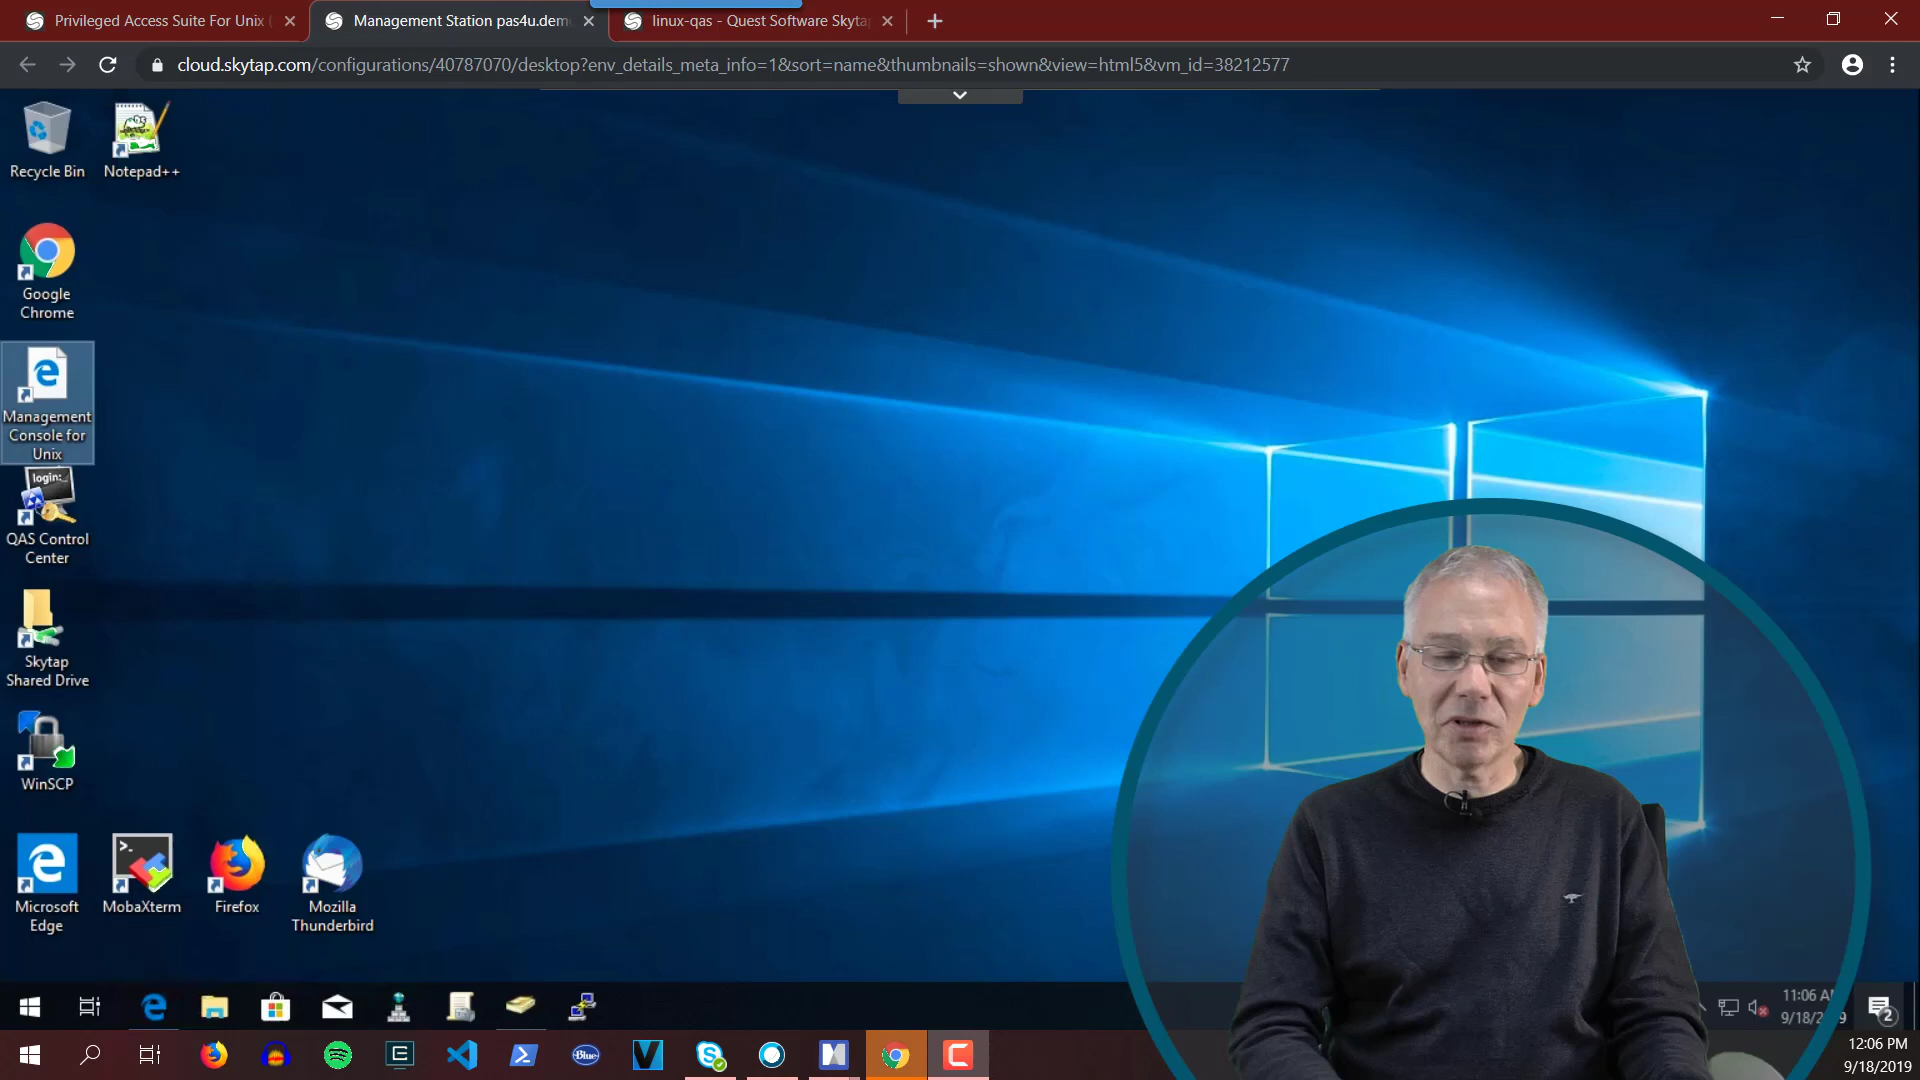 Privileged Access Suite For Unix (
Management Station pas4u.dem
linux-qas - Quest Software Skytap
cloud.skytap.com/configurations/40787070/desktop?env_details_meta_info=1&sort=name&thumbnails=shown&view=html5&vm_id=38212577
Recycle Bin
Notepad++
Google
Chrome
Management
Console for
Unix
login:
QAS Control
Center
Skytap
Shared Drive
WinSCP
Microsoft
Edge
MobaXterm
Firefox
Mozilla
Thunderbird
11:06 A
9/18/2019
2
Blue
12:06 PM
9/18/2019